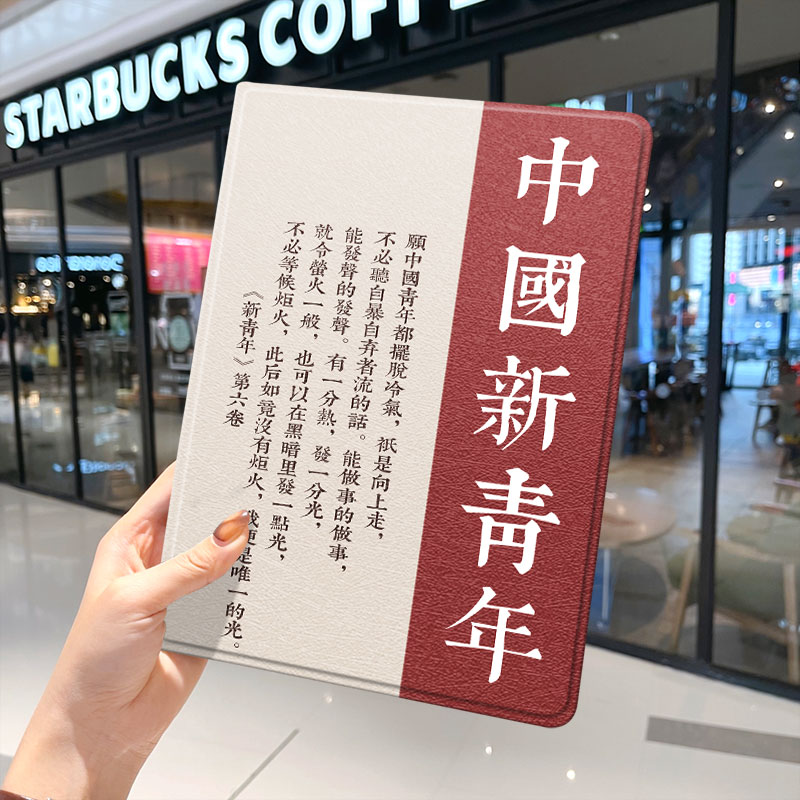 STARBUCKS COFF
中國新青年
願中國青年都擺脫冷氣，祇是向上走，
不必聽自暴自弃者流的話。能做事的做事，
能發聲的發聲。有一分熱，發一分光，
就令螢火一般，也可以在黑暗里發一點光，
不必等候炬火，此后如竟沒有炬火，我便是唯一的光。
《新青年》第六卷